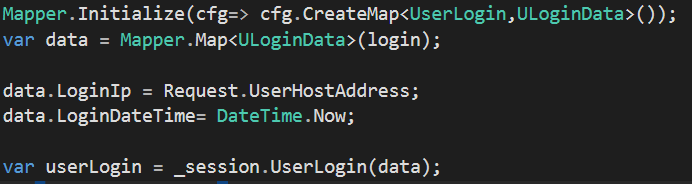 Mapper.Initialize(cfg=> cfg.CreateMap<UserLogin,ULoginData>());
var data = Mapper.Map<ULoginData>(login);
data.LoginIp = Request.UserHostAddress;
data.LoginDateTime= DateTime.Now;
var userLogin = _session.UserLogin(data);